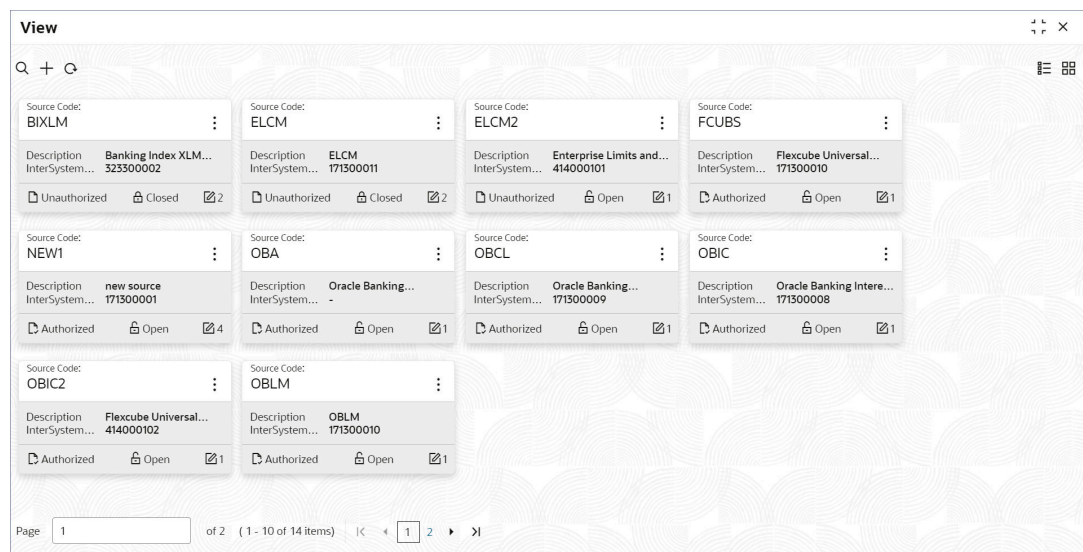 View
Source Code:
BIXLM
Description Banking Index XLM...
InterSystem... 323300002
Unauthorized Closed 2
Source Code:
ELCM
Description ELCM
InterSystem... 171300011
Unauthorized Closed 2
Source Code:
ELCM2
Description Enterprise Limits and...
InterSystem... 414000101
Unauthorized Open 1
Source Code:
FCUBS
Description Flexcube Universal...
InterSystem... 171300010
Authorized Open 1
Source Code:
NEW1
Description new source
InterSystem... 171300001
Authorized Open 4
Source Code:
OBA
Description Oracle Banking...
InterSystem... -
Authorized Open 1
Source Code:
OBCL
Description Oracle Banking...
InterSystem... 171300009
Authorized Open 1
Source Code:
OBIC
Description Oracle Banking Intere...
InterSystem... 171300008
Authorized Open 1
Source Code:
OBIC2
Description Flexcube Universal...
InterSystem... 414000102
Authorized Open 1
Source Code:
OBLM
Description OBLM
InterSystem... 171300010
Authorized Open 1
Page 1 of 2 ( 1 - 10 of 14 items) 1 2